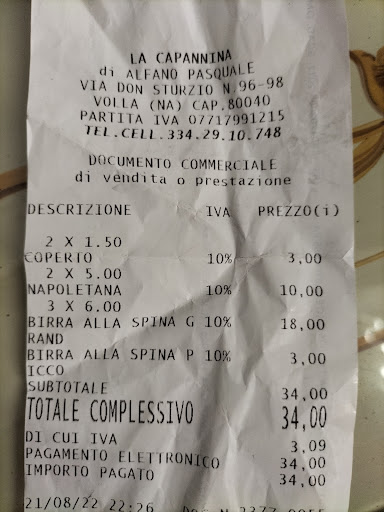 LA CAPANNINA
di ALFANO PASQUALE
VIA DON STURZIO N.96-98
VOLLA (NA) CAP.80040
PARTITA IVA 07717991215
TEL.CELL.334.29.10.748
DOCUMENTO COMMERCIALE
di vendita o prestazione
DESCRIZIONE IVA PREZZO(i)
2 X 1.50
COPERTO 10% 3,00
2 X 5.00
NAPOLETANA 10% 10,00
3 X 6.00
BIRRA ALLA SPINA G 10% 18,00
RAND
BIRRA ALLA SPINA P 10% 3,00
ICCO
SUBTOTALE 34,00
TOTALE COMPLESSIVO 34,00
DI CUI IVA 3,09
PAGAMENTO ELETTRONICO 34,00
IMPORTO PAGATO 34,00
21/08/22 22:26